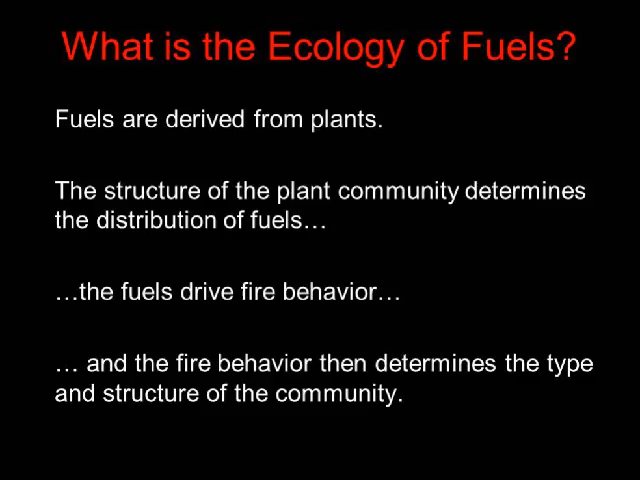 What is the Ecology of Fuels?
Fuels are derived from plants.
The structure of the plant community determines
the distribution of fuels…
…the fuels drive fire behavior…
… and the fire behavior then determines the type
and structure of the community.